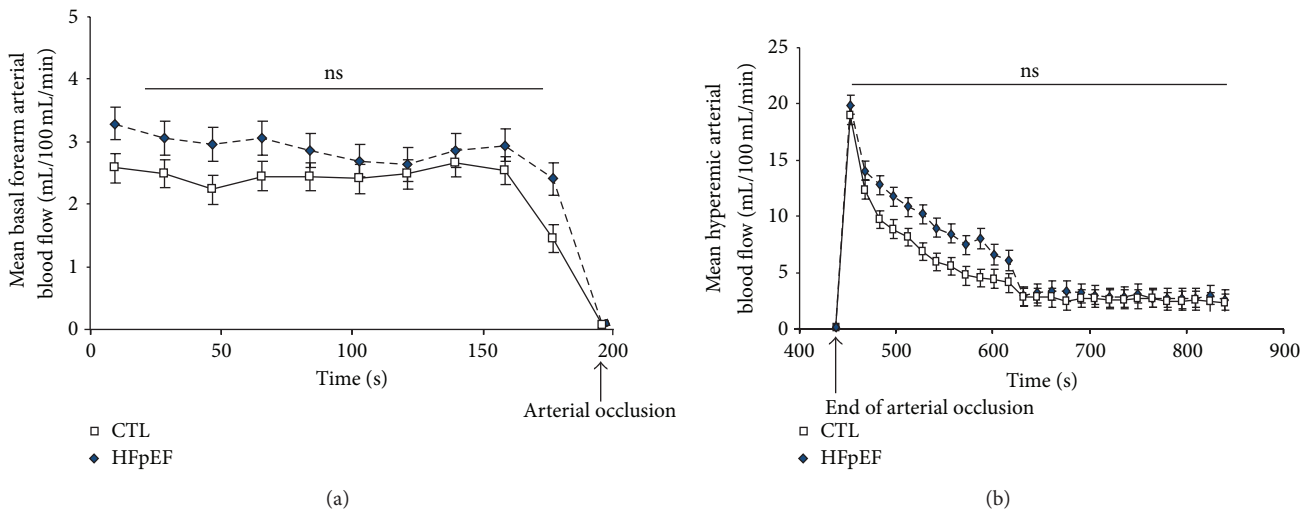 Mean basal forearm arterial
blood flow (mL/100 mL/min)
5
4
3
2
1
0
ns
0
50
100
150
200
Time (s)
Arterial occlusion
CTL
HFpEF
(a)
Mean hyperemic arterial
blood flow (mL/100 mL/min)
25
20
15
10
5
0
ns
400
500
600
700
800
900
Time (s)
End of arterial occlusion
CTL
HFpEF
(b)